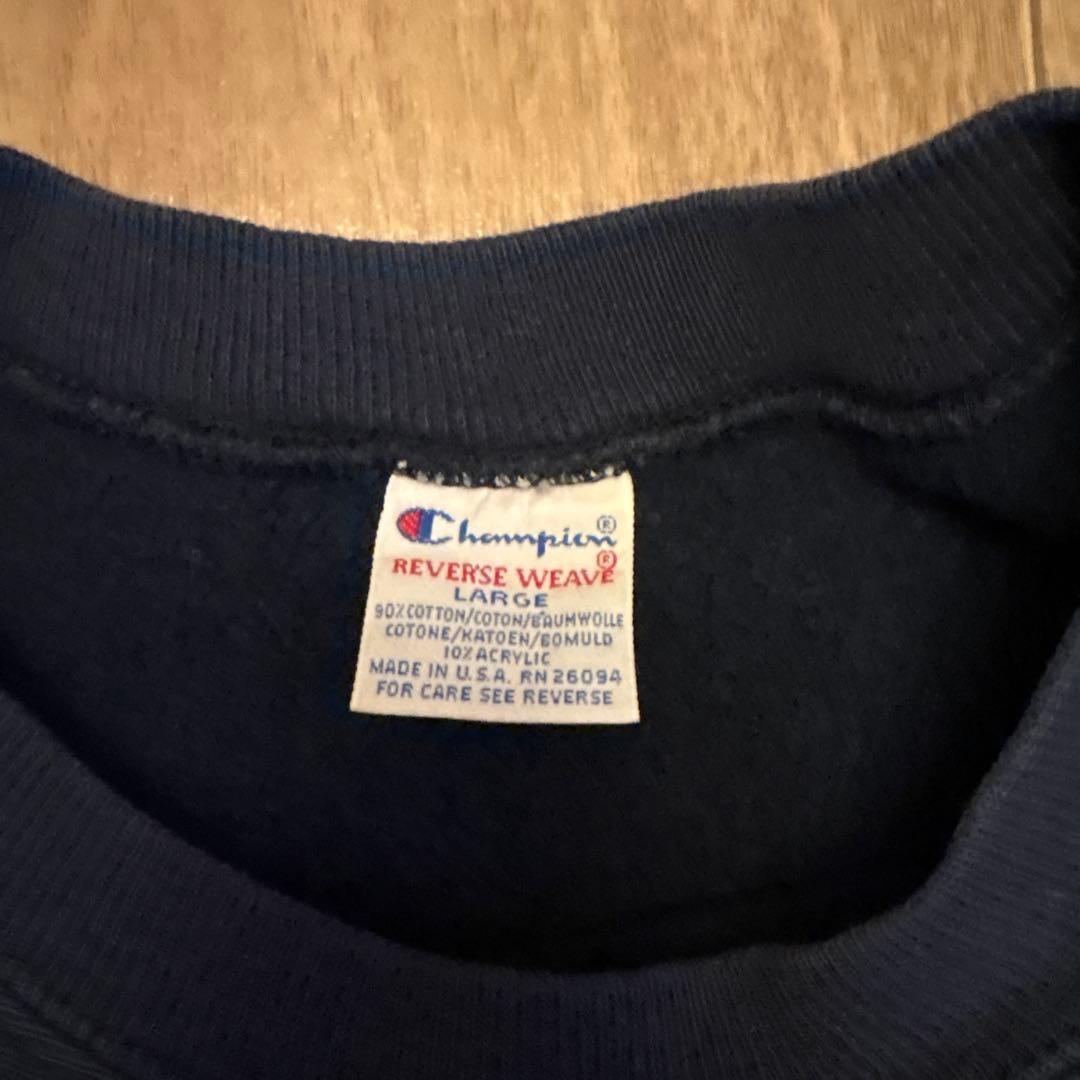 Champion®
REVERSE WEAVE®
LARGE
90% COTTON/COTON/BAUMWOLLE
COTONE/KATOEN/BOMULD
10% ACRYLIC
MADE IN U.S.A. RN 26094
FOR CARE SEE REVERSE